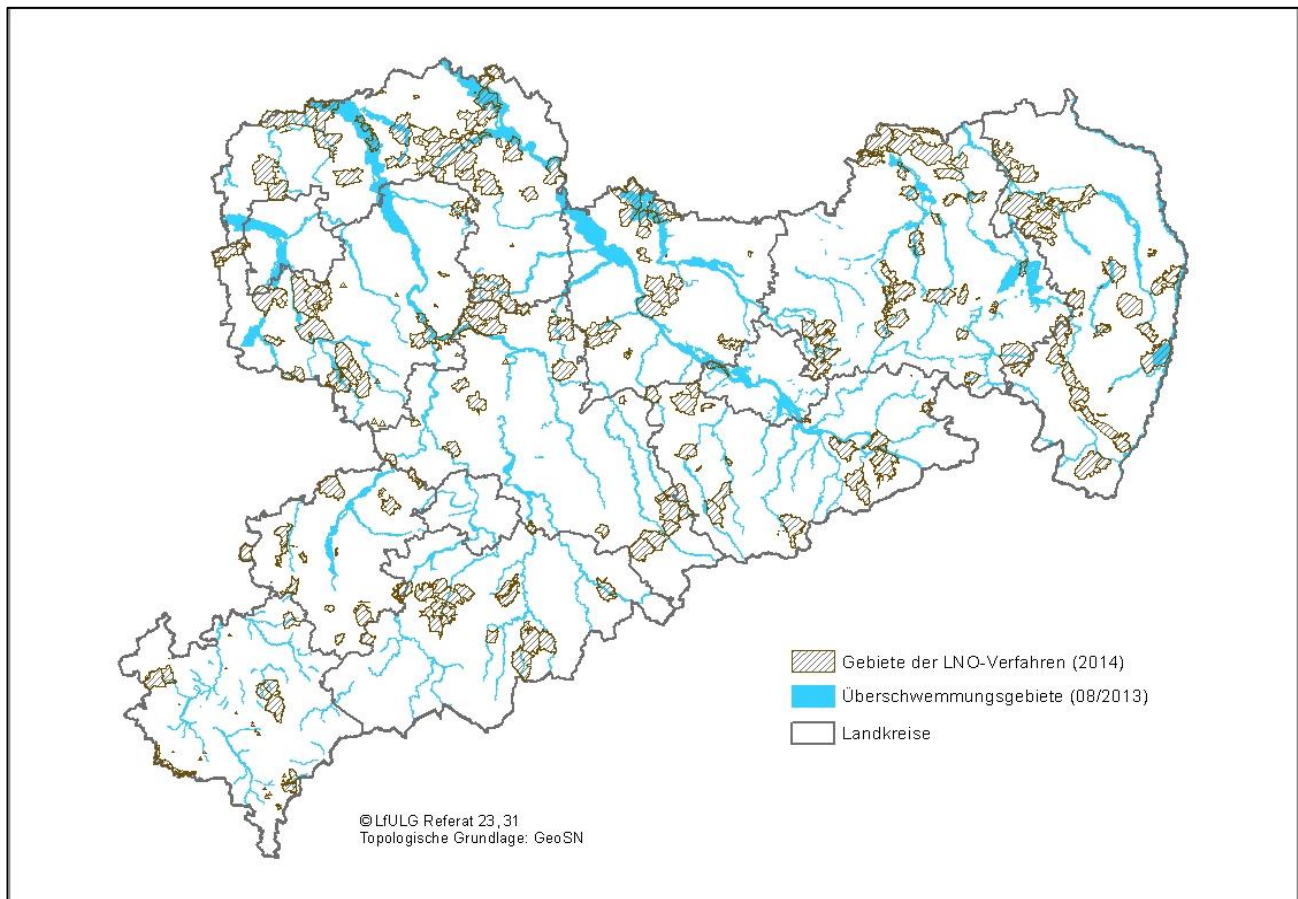 Gebiete der LNO-Verfahren (2014)
Überschwemmungsgebiete (08/2013)
Landkreise
© LfULG Referat 23, 31
Topologische Grundlage: GeoSN